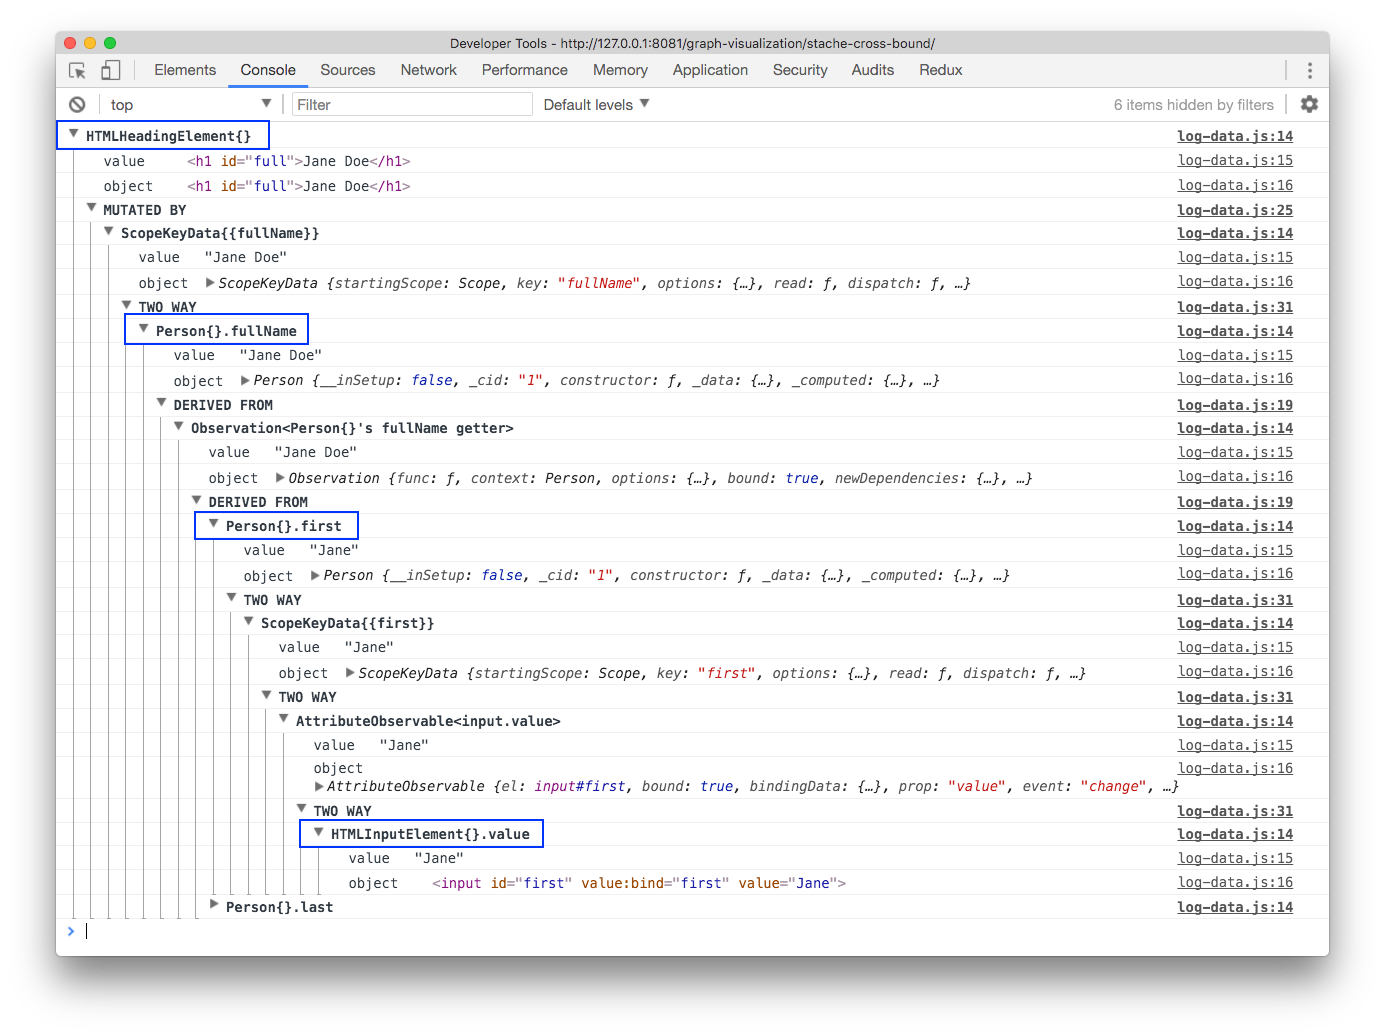 Developer Tools - http://127.0.0.1:8081/graph-visualization/stache-cross-bound/
Elements Console Sources Network Performance Memory Application Security Audits Redux
top Filter Default levels 6 items hidden by filters
HTMLHeadingElement{} log-data.js:14
value <h1 id="full">Jane Doe</h1> log-data.js:15
object <h1 id="full">Jane Doe</h1> log-data.js:16
MUTATED BY log-data.js:25
ScopeKeyData{{fullName}} log-data.js:14
value "Jane Doe" log-data.js:15
object ScopeKeyData {startingScope: Scope, key: "fullName", options: {…}, read: ƒ, dispatch: ƒ, …} log-data.js:16
TWO WAY log-data.js:31
Person{}.fullName log-data.js:14
value "Jane Doe" log-data.js:15
object Person {__inSetup: false, _cid: "1", constructor: ƒ, _data: {…}, _computed: {…}, …} log-data.js:16
DERIVED FROM log-data.js:19
Observation<Person{}'s fullName getter> log-data.js:14
value "Jane Doe" log-data.js:15
object Observation {func: ƒ, context: Person, options: {…}, bound: true, newDependencies: {…}, …} log-data.js:16
DERIVED FROM log-data.js:19
Person{}.first log-data.js:14
value "Jane" log-data.js:15
object Person {__inSetup: false, _cid: "1", constructor: ƒ, _data: {…}, _computed: {…}, …} log-data.js:16
TWO WAY log-data.js:31
ScopeKeyData{{first}} log-data.js:14
value "Jane" log-data.js:15
object ScopeKeyData {startingScope: Scope, key: "first", options: {…}, read: ƒ, dispatch: ƒ, …} log-data.js:16
TWO WAY log-data.js:31
AttributeObservable<input.value> log-data.js:14
value "Jane" log-data.js:15
object log-data.js:16
AttributeObservable {el: input#first, bound: true, bindingData: {…}, prop: "value", event: "change", …}
TWO WAY log-data.js:31
HTMLInputElement{}.value log-data.js:14
value "Jane" log-data.js:15
object <input id="first" value:bind="first" value="Jane"> log-data.js:16
Person{}.last log-data.js:14